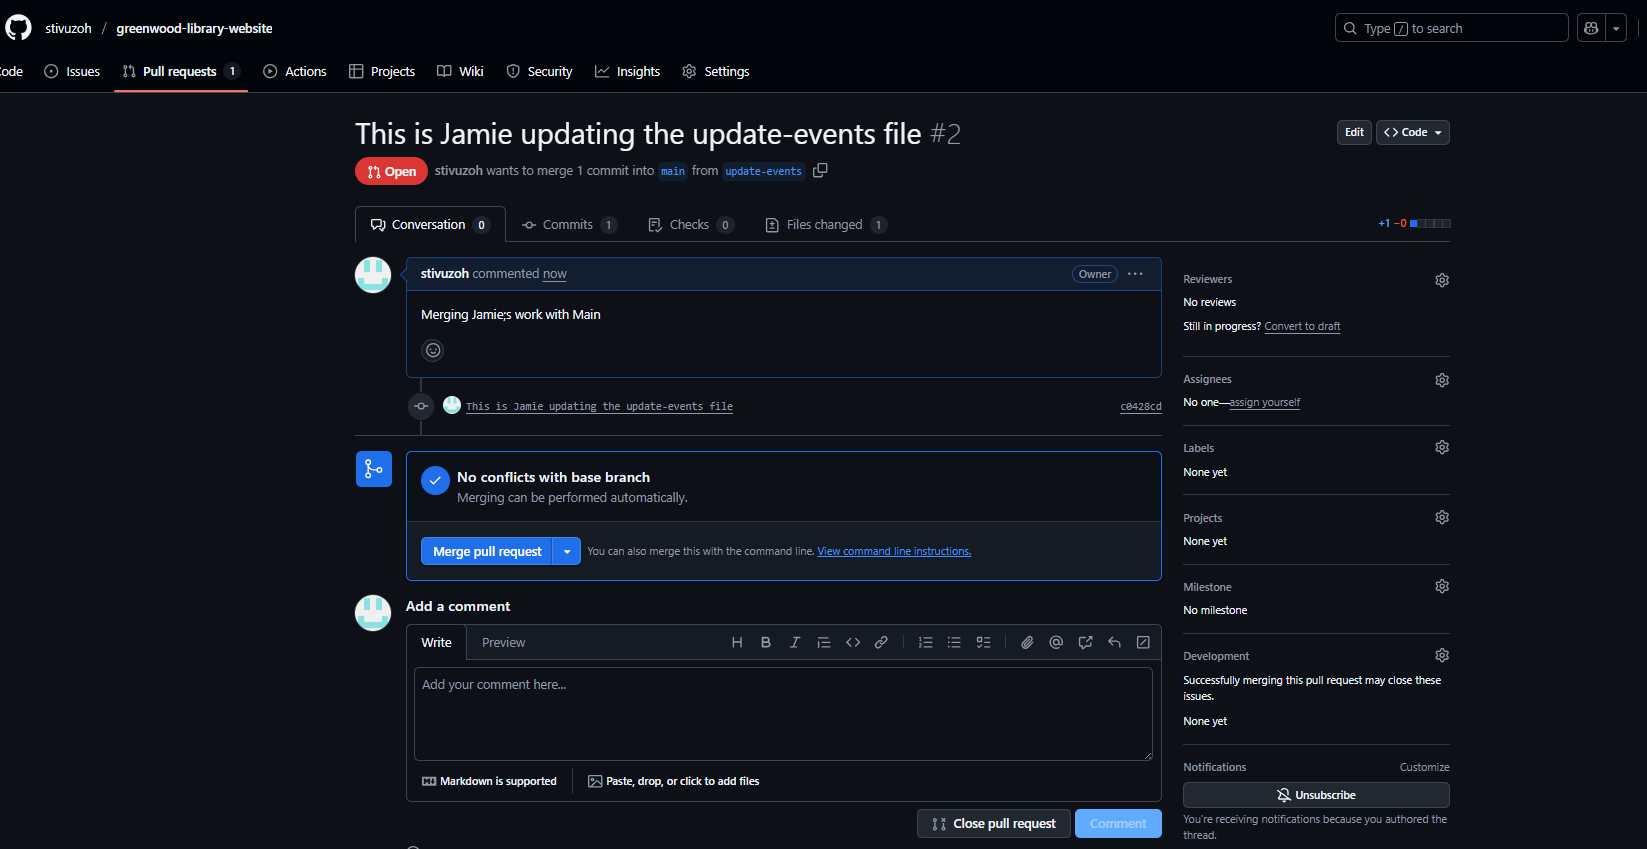 stivuzoh / greenwood-library-website
Type / to search
ode Issues Pull requests 1 Actions Projects Wiki Security Insights Settings
This is Jamie updating the update-events file #2
Edit
Code
Open
stivuzoh wants to merge 1 commit into main from update-events
Conversation 0
Commits 1
Checks 0
Files changed 1
+1 −0
stivuzoh commented now
Owner
Merging Jamie;s work with Main
This is Jamie updating the update-events file
c0428cd
No conflicts with base branch
Merging can be performed automatically.
Merge pull request
You can also merge this with the command line. View command line instructions.
Add a comment
Write
Preview
Add your comment here...
Markdown is supported
Paste, drop, or click to add files
Close pull request
Comment
Reviewers
No reviews
Still in progress? Convert to draft
Assignees
No one—assign yourself
Labels
None yet
Projects
None yet
Milestone
No milestone
Development
Successfully merging this pull request may close these
issues.
None yet
Notifications
Customize
Unsubscribe
You're receiving notifications because you authored the
thread.